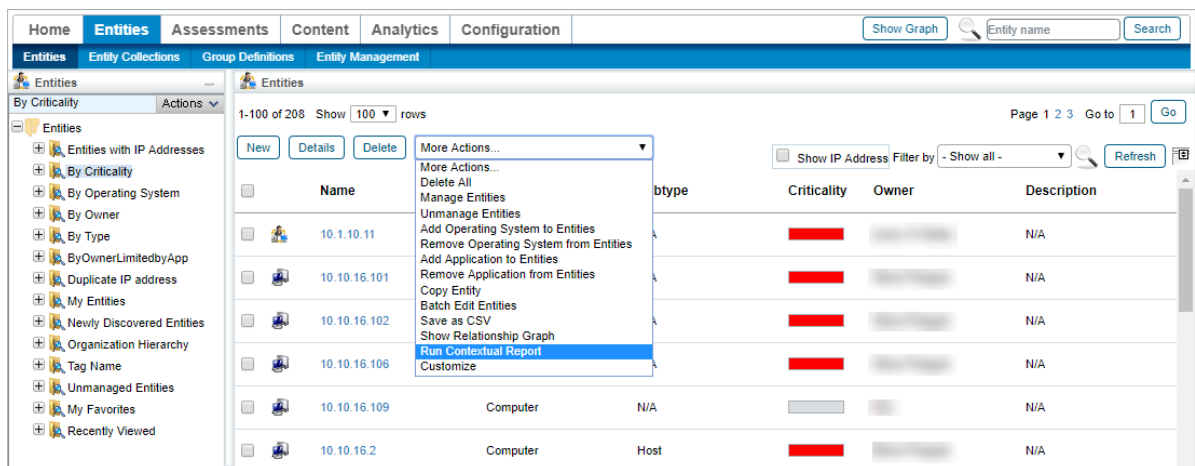 Home Entities Assessments Content Analytics Configuration Show Graph Entity name Search
Entities Entity Collections Group Definitions Entity Management
Entities
By Criticality Actions
Entities
Entities with IP Addresses
By Criticality
By Operating System
By Owner
By Type
ByOwnerLimitedbyApp
Duplicate IP address
My Entities
Newly Discovered Entities
Organization Hierarchy
Tag Name
Unmanaged Entities
My Favorites
Recently Viewed
Entities
1-100 of 208 Show 100 rows Page 1 2 3 Go to 1 Go
New Details Delete More Actions... Show IP Address Filter by - Show all - Refresh
More Actions...
Delete All
Manage Entities
Unmanage Entities
Add Operating System to Entities
Remove Operating System from Entities
Add Application to Entities
Remove Application from Entities
Copy Entity
Batch Edit Entities
Save as CSV
Show Relationship Graph
Run Contextual Report
Customize
Name btype Criticality Owner Description
10.1.10.11 N/A
10.10.16.101 N/A
10.10.16.102 N/A
10.10.16.106 N/A
10.10.16.109 Computer N/A N/A
10.10.16.2 Computer Host N/A